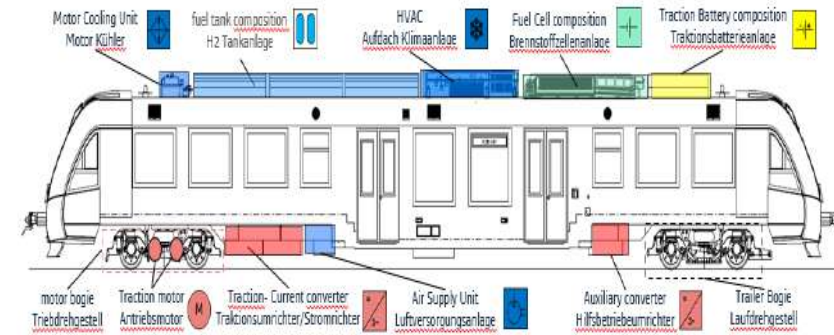 Motor Cooling Unit
Motor Kühler
fuel tank composition
H2 Tankanlage
HVAC
Aufdach Klimaanlage
Fuel Cell composition
Brennstoffzellenanlage
Traction Battery composition
Traktionsbatterieanlage
motor bogie
Triebdrehgestell
Traction motor
Antriebsmotor
M
Traction- Current converter
Traktionsumrichter/Stromrichter
Air Supply Unit
Luftversorgungsanlage
Auxiliary converter
Hilfsbetriebeumrichter
Trailer Bogie
Laufdrehgestell